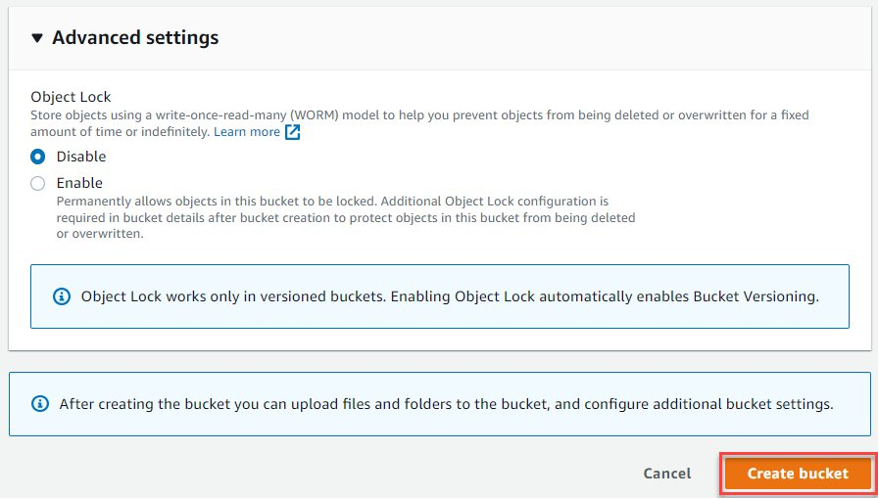 Advanced settings
Object Lock
Store objects using a write-once-read-many (WORM) model to help you prevent objects from being deleted or overwritten for a fixed
amount of time or indefinitely. Learn more
Disable
Enable
Permanently allows objects in this bucket to be locked. Additional Object Lock configuration is
required in bucket details after bucket creation to protect objects in this bucket from being deleted
or overwritten.
Object Lock works only in versioned buckets. Enabling Object Lock automatically enables Bucket Versioning.
After creating the bucket you can upload files and folders to the bucket, and configure additional bucket settings.
Cancel
Create bucket